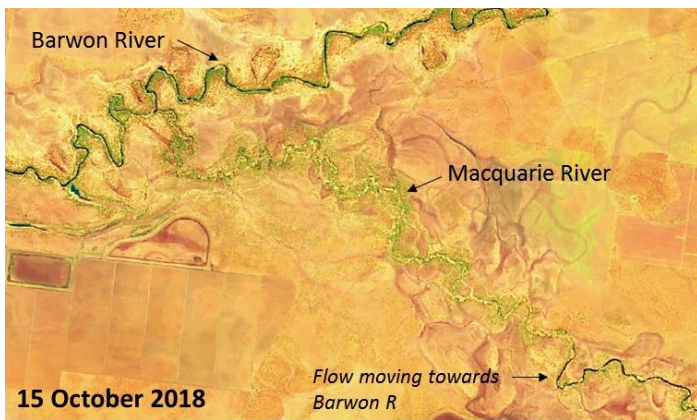 Barwon River
Macquarie River
Flow moving towards
Barwon R
15 October 2018